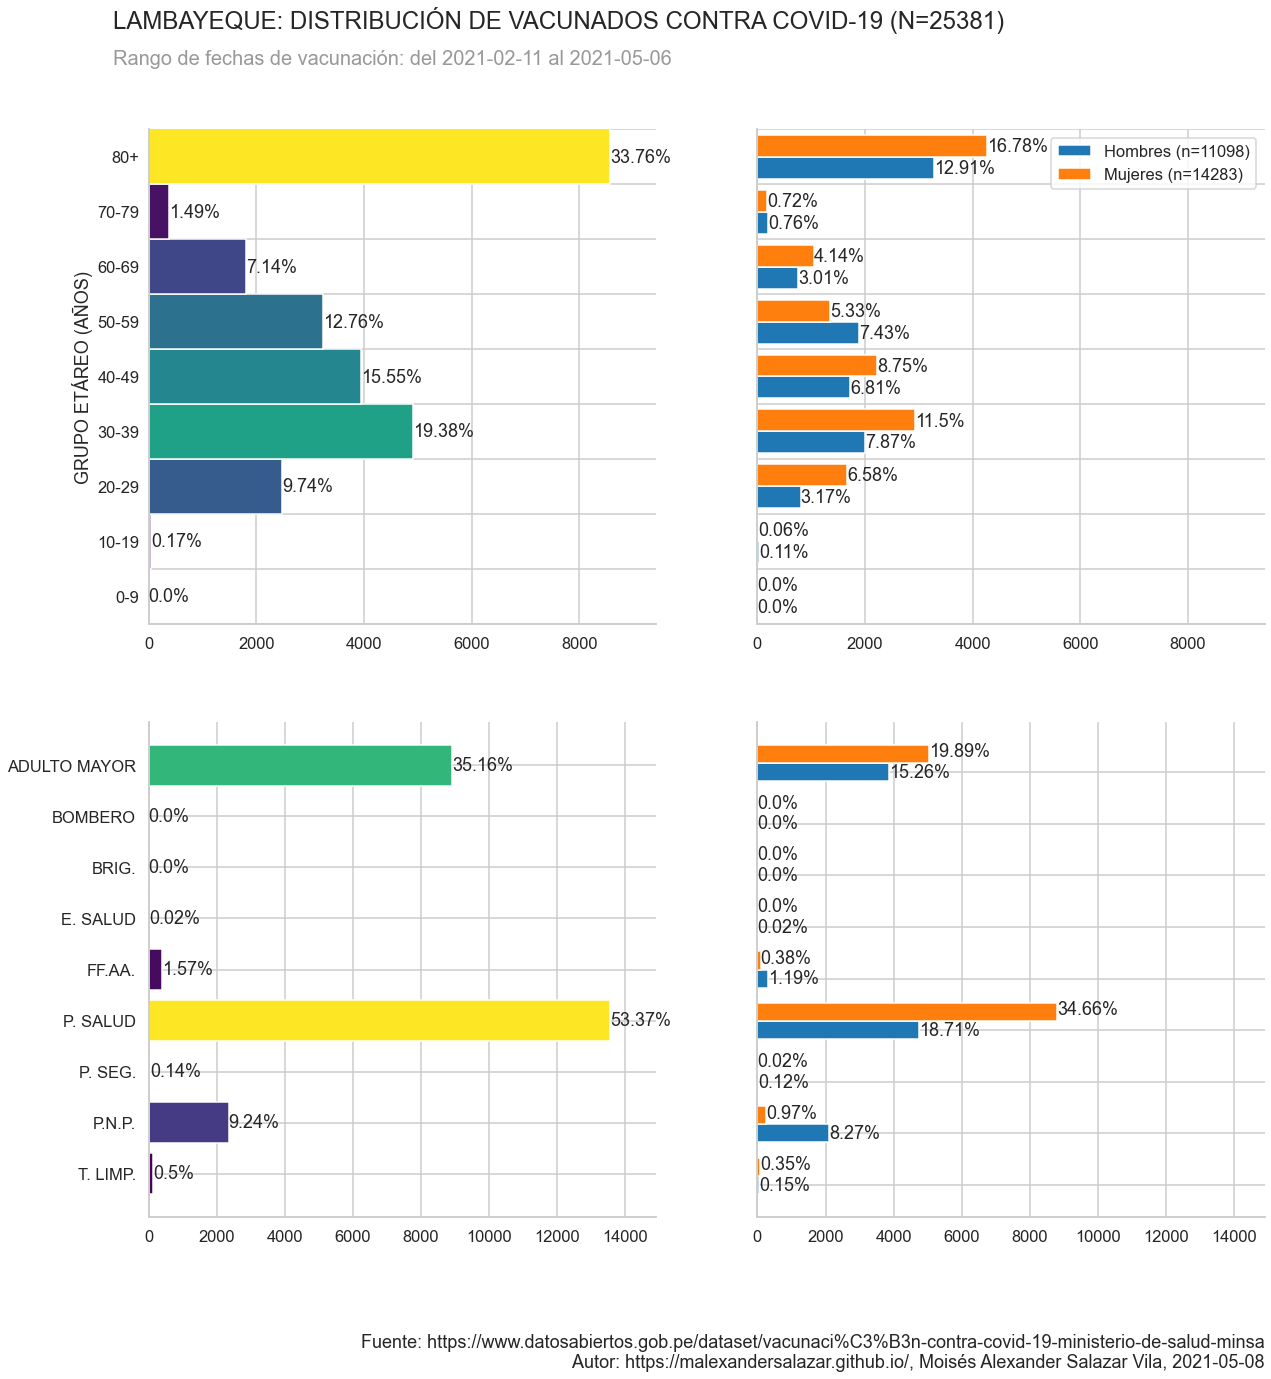 LAMBAYEQUE: DISTRIBUCIÓN DE VACUNADOS CONTRA COVID-19 (N=25381)
Rango de fechas de vacunación: del 2021-02-11 al 2021-05-06
GRUPO ETÁREO (AÑOS)
80+ 33.76%
70-79 1.49%
60-69 7.14%
50-59 12.76%
40-49 15.55%
30-39 19.38%
20-29 9.74%
10-19 0.17%
0-9 0.0%
0 2000 4000 6000 8000
Hombres (n=11098)
Mujeres (n=14283)
16.78%
12.91%
0.72%
0.76%
4.14%
3.01%
5.33%
7.43%
8.75%
6.81%
11.5%
7.87%
6.58%
3.17%
0.06%
0.11%
0.0%
0.0%
0 2000 4000 6000 8000
ADULTO MAYOR 35.16%
BOMBERO 0.0%
BRIG. 0.0%
E. SALUD 0.02%
FF.AA. 1.57%
P. SALUD 53.37%
P. SEG. 0.14%
P.N.P. 9.24%
T. LIMP. 0.5%
0 2000 4000 6000 8000 10000 12000 14000
19.89%
15.26%
0.0%
0.0%
0.0%
0.0%
0.0%
0.02%
0.38%
1.19%
34.66%
18.71%
0.02%
0.12%
0.97%
8.27%
0.35%
0.15%
0 2000 4000 6000 8000 10000 12000 14000
Fuente: https://www.datosabiertos.gob.pe/dataset/vacunaci%C3%B3n-contra-covid-19-ministerio-de-salud-minsa
Autor: https://malexandersalazar.github.io/, Moisés Alexander Salazar Vila, 2021-05-08